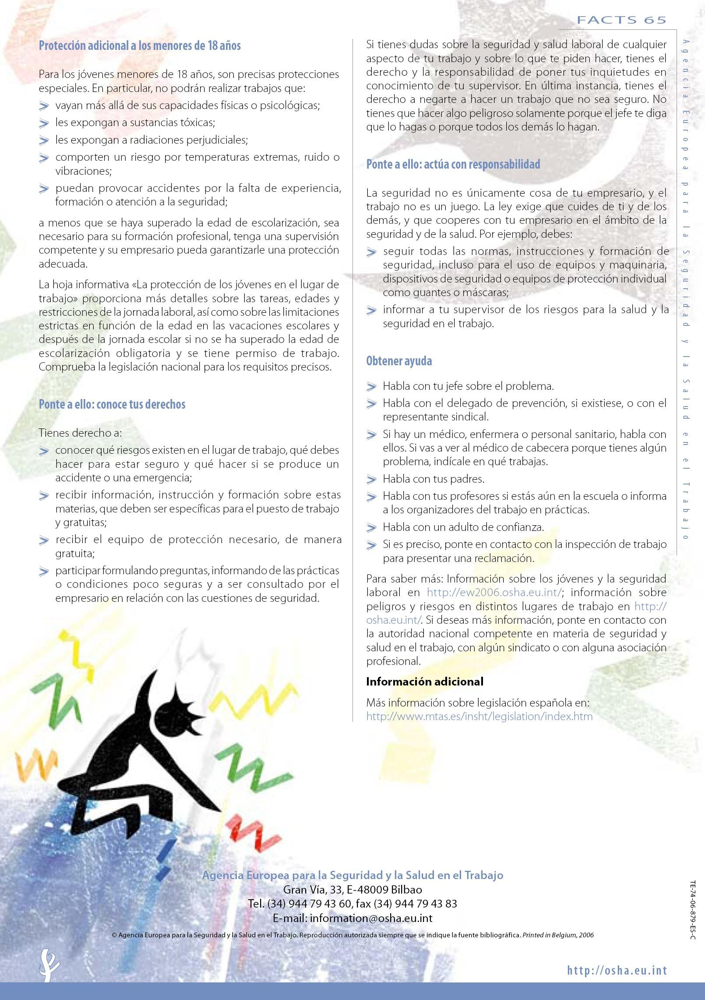 FACTS 65
Protección adicional a los menores de 18 años
Para los jóvenes menores de 18 años, son precisas protecciones
especiales. En particular, no podrán realizar trabajos que:
vayan más allá de sus capacidades físicas o psicológicas;
les expongan a sustancias tóxicas;
les expongan a radiaciones perjudiciales;
comporten un riesgo por temperaturas extremas, ruido o
vibraciones;
puedan provocar accidentes por la falta de experiencia,
formación o atención a la seguridad;
a menos que se haya superado la edad de escolarización, sea
necesario para su formación profesional, tenga una supervisión
competente y su empresario pueda garantizarle una protección
adecuada.
La hoja informativa «La protección de los jóvenes en el lugar de
trabajo» proporciona más detalles sobre las tareas, edades y
restricciones de la jornada laboral, así como sobre las limitaciones
estrictas en función de la edad en las vacaciones escolares y
después de la jornada escolar si no se ha superado la edad de
escolarización obligatoria y se tiene permiso de trabajo.
Comprueba la legislación nacional para los requisitos precisos.
Ponte a ello: conoce tus derechos
Tienes derecho a:
conocer qué riesgos existen en el lugar de trabajo, qué debes
hacer para estar seguro y qué hacer si se produce un
accidente o una emergencia;
recibir información, instrucción y formación sobre estas
materias, que deben ser específicas para el puesto de trabajo
y gratuitas;
recibir el equipo de protección necesario, de manera
gratuita;
participar formulando preguntas, informando de las prácticas
o condiciones poco seguras y a ser consultado por el
empresario en relación con las cuestiones de seguridad.
Si tienes dudas sobre la seguridad y salud laboral de cualquier
aspecto de tu trabajo y sobre lo que te piden hacer, tienes el
derecho y la responsabilidad de poner tus inquietudes en
conocimiento de tu supervisor. En última instancia, tienes el
derecho a negarte a hacer un trabajo que no sea seguro. No
tienes que hacer algo peligroso solamente porque el jefe te diga
que lo hagas o porque todos los demás lo hagan.
Ponte a ello: actúa con responsabilidad
La seguridad no es únicamente cosa de tu empresario, y el
trabajo no es un juego. La ley exige que cuides de ti y de los
demás, y que cooperes con tu empresario en el ámbito de la
seguridad y de la salud. Por ejemplo, debes:
seguir todas las normas, instrucciones y formación de
seguridad, incluso para el uso de equipos y maquinaria,
dispositivos de seguridad o equipos de protección individual
como guantes o máscaras;
informar a tu supervisor de los riesgos para la salud y la
seguridad en el trabajo.
Obtener ayuda
Habla con tu jefe sobre el problema.
Habla con el delegado de prevención, si existiese, o con el
representante sindical.
Si hay un médico, enfermera o personal sanitario, habla con
ellos. Si vas a ver al médico de cabecera porque tienes algún
problema, indícale en qué trabajas.
Habla con tus padres.
Habla con tus profesores si estás aún en la escuela o informa
a los organizadores del trabajo en prácticas.
Habla con un adulto de confianza.
Si es preciso, ponte en contacto con la inspección de trabajo
para presentar una reclamación.
Para saber más: Información sobre los jóvenes y la seguridad
laboral en http://ew2006.osha.eu.int/; información sobre
peligros y riesgos en distintos lugares de trabajo en http://
osha.eu.int/. Si deseas más información, ponte en contacto con
la autoridad nacional competente en materia de seguridad y
salud en el trabajo, con algún sindicato o con alguna asociación
profesional.
Información adicional
Más información sobre legislación española en:
http://www.mtas.es/insht/legislation/index.htm
Agencia Europea para la Seguridad y la Salud en el Trabajo
Agencia Europea para la Seguridad y la Salud en el Trabajo
Gran Vía, 33, E-48009 Bilbao
Tel. (34) 944 79 43 60, fax (34) 944 79 43 83
E-mail: information@osha.eu.int
© Agencia Europea para la Seguridad y la Salud en el Trabajo. Reproducción autorizada siempre que se indique la fuente bibliográfica. Printed in Belgium, 2006
TE-74-06-879-ES-C
http://osha.eu.int